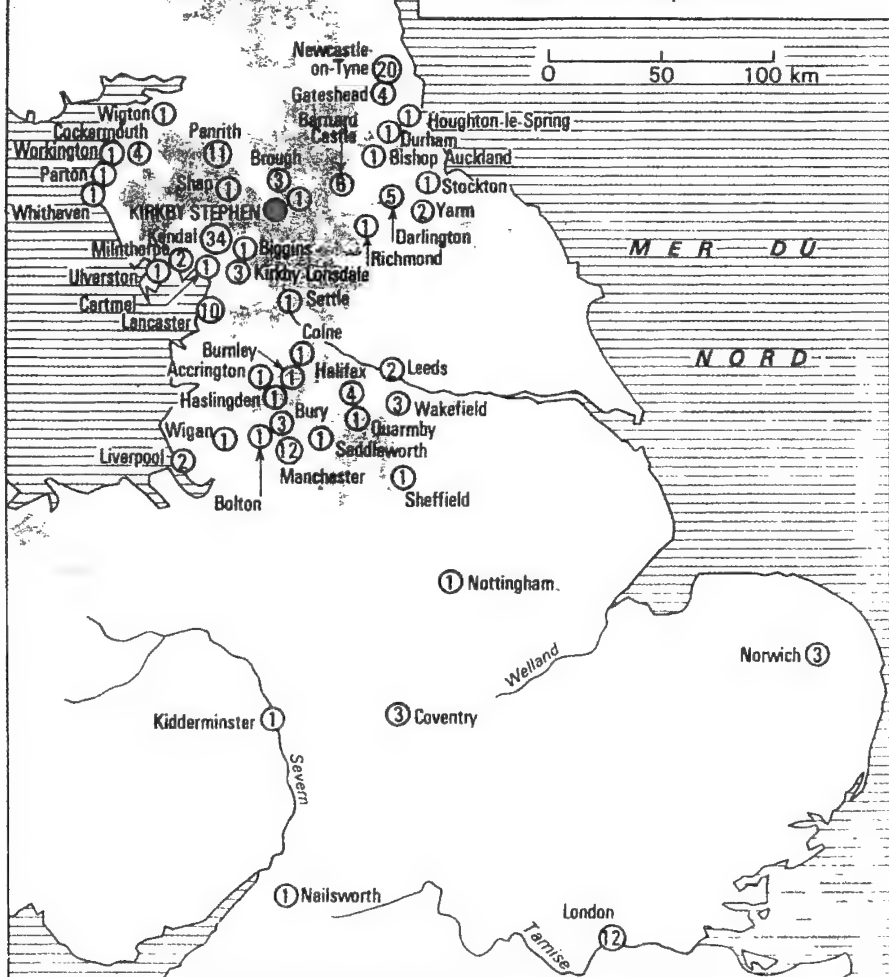 Newcastle-
on-Tyne
20
0 50 100 km
Gateshead 4
Wigton 1
1 Houghton-le-Spring
Barnard
Castle
6
1 Durham
Cockermouth
4
Penrith
11
Workington 1
1 Bishop Auckland
Brough
3
Parton 1
Shap 1
1 Stockton
Whithaven 1
KIRKBY STEPHEN
1
5
Darlington
2 Yarm
Kendal
34
1
Richmond
1 Biggins
Milnthorpe 2
MER DU
NORD
Ulverston 1
3 Kirkby Lonsdale
Cartmel 1
1 Settle
Lancaster 10
Colne
1
Burnley
1
Accrington 1
Halifax
4
2 Leeds
Haslingden 1
3 Wakefield
Bury
3
1 Quarmby
Wigan 1
1
Bolton
12
Manchester
1 Saddleworth
Liverpool 2
1
Sheffield
1 Nottingham
Welland
Norwich 3
Kidderminster 1
3 Coventry
Severn
1 Nailsworth
London
12
Tamise